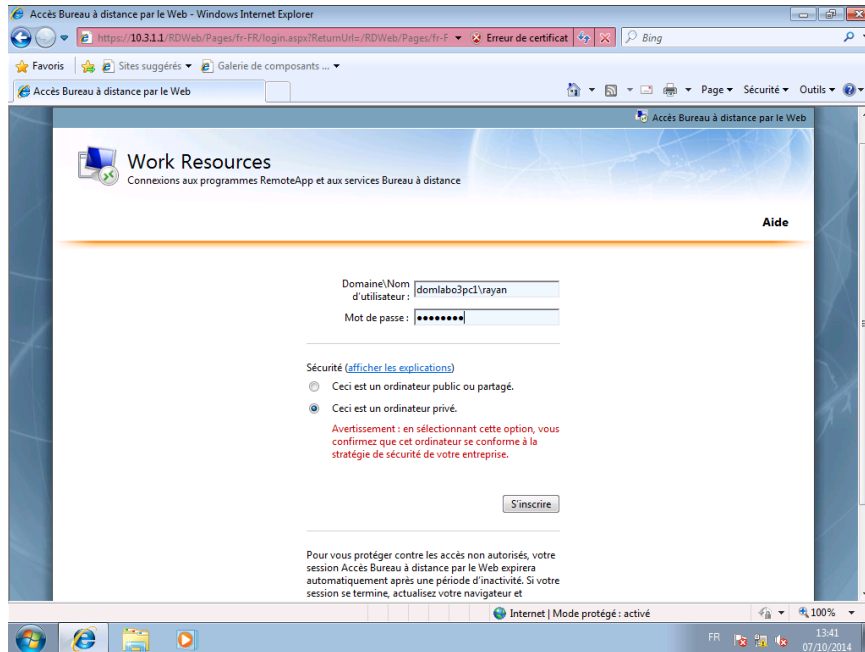 Accès Bureau à distance par le Web - Windows Internet Explorer
https://10.3.1.1/RDWeb/Pages/fr-FR/login.aspx?ReturnUrl=/RDWeb/Pages/fr-F Erreur de certificat Bing
Favoris Sites suggérés Galerie de composants ...
Accès Bureau à distance par le Web Page Sécurité Outils
Accès Bureau à distance par le Web
Work Resources
Connexions aux programmes RemoteApp et aux services Bureau à distance
Aide
Domaine\Nom
d'utilisateur : domlabo3pc1\rayan
Mot de passe : ••••••••
Sécurité (afficher les explications)
Ceci est un ordinateur public ou partagé.
Ceci est un ordinateur privé.
Avertissement : en sélectionnant cette option, vous
confirmez que cet ordinateur se conforme à la
stratégie de sécurité de votre entreprise.
S'inscrire
Pour vous protéger contre les accès non autorisés, votre
session Accès Bureau à distance par le Web expirera
automatiquement après une période d'inactivité. Si votre
session se termine, actualisez votre navigateur et
Internet | Mode protégé : activé 100%
FR 13:41
07/10/2014